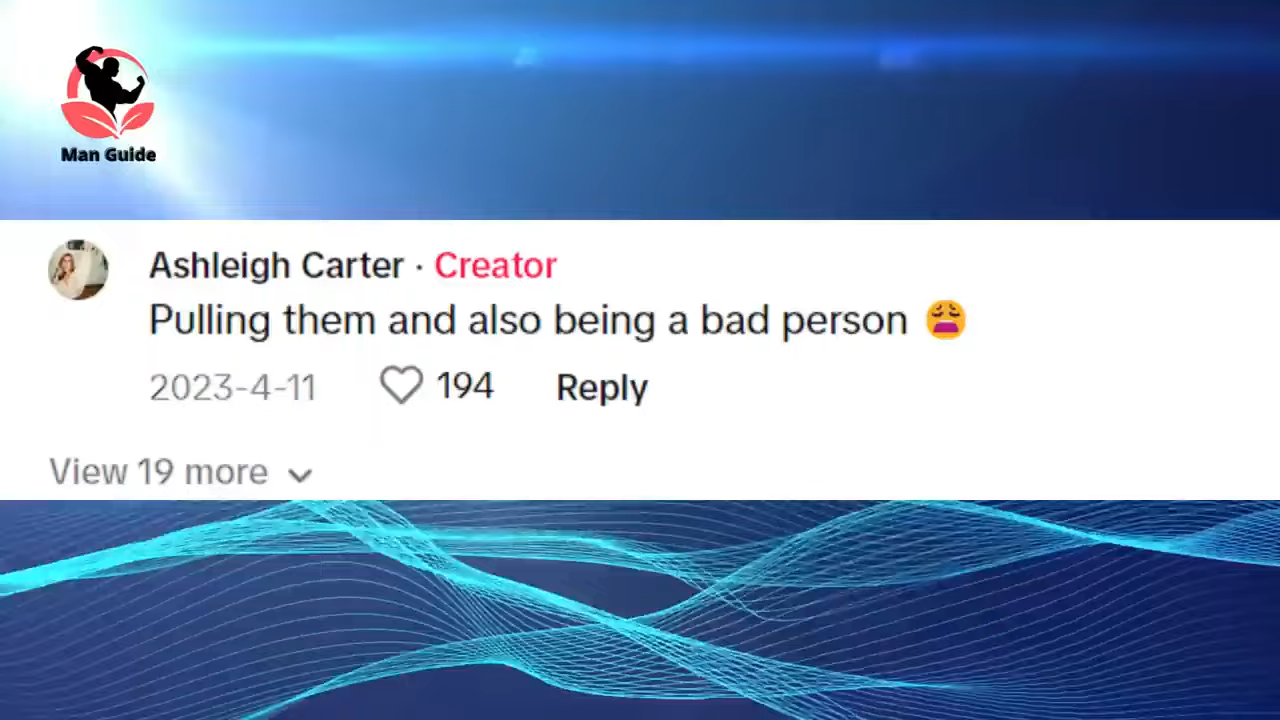 Man Guide
Ashleigh Carter · Creator
Pulling them and also being a bad person 😩
2023-4-11 194 Reply
View 19 more